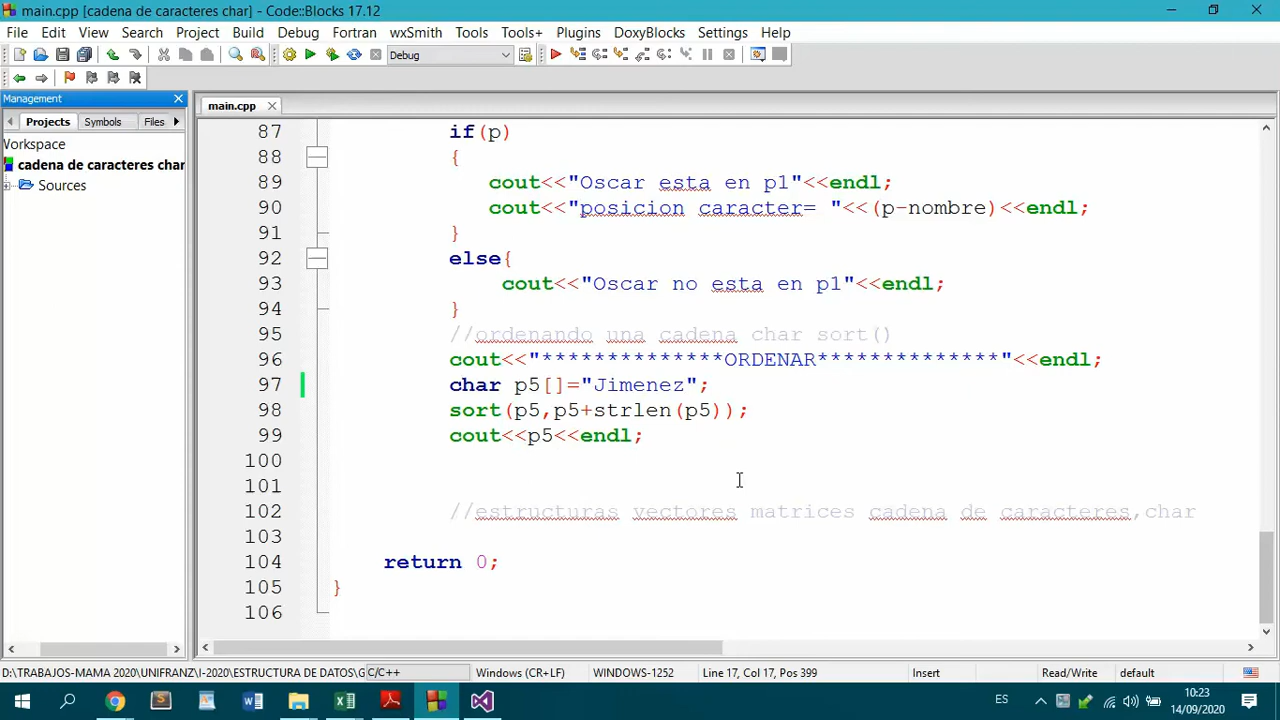 main.cpp [cadena de caracteres char] - Code::Blocks 17.12
File Edit View Search Project Build Debug Fortran wxSmith Tools Tools+ Plugins DoxyBlocks Settings Help
Debug
Management
main.cpp
Projects Symbols Files
Workspace
cadena de caracteres char
Sources
87 if(p)
88 {
89 cout<<"Oscar esta en p1"<<endl;
90 cout<<"posicion caracter= "<<(p-nombre)<<endl;
91 }
92 else{
93 cout<<"Oscar no esta en p1"<<endl;
94 }
95 //ordenando una cadena char sort()
96 cout<<"**************ORDENAR**************"<<endl;
97 char p5[]="Jimenez";
98 sort(p5,p5+strlen(p5));
99 cout<<p5<<endl;
100
101
102 //estructuras vectores matrices cadena de caracteres,char
103
104 return 0;
105 }
106
D:\TRABAJOS-MAMA 2020\UNIFRANZ\I-2020\ESTRUCTURA DE DATOS\G C/C++ Windows (CR+LF) WINDOWS-1252 Line 17, Col 17, Pos 399 Insert Read/Write default
ES 10:23
14/09/2020